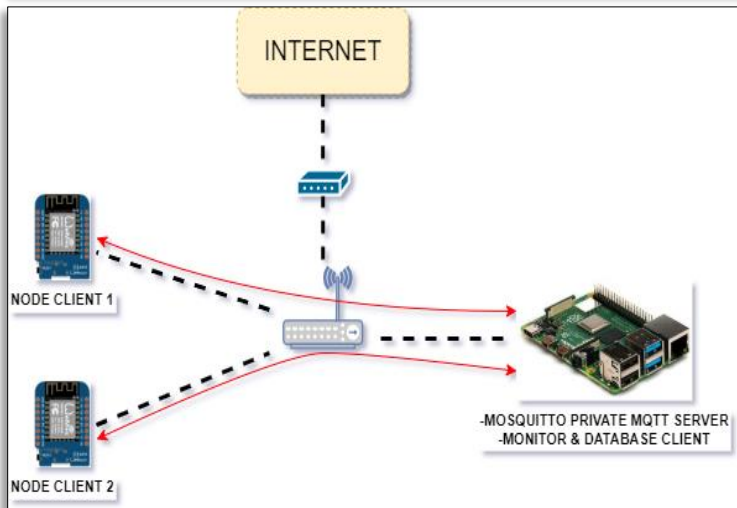 INTERNET
NODE CLIENT 1
-MOSQUITTO PRIVATE MQTT SERVER
-MONITOR & DATABASE CLIENT
NODE CLIENT 2